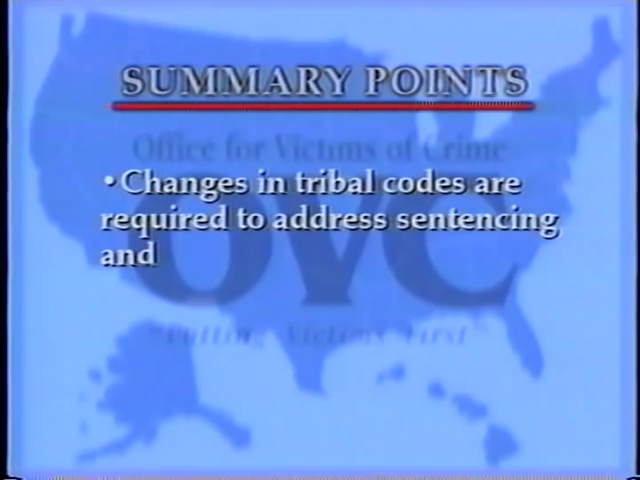 SUMMARY POINTS
Office for Victims of Crime
•Changes in tribal codes are
required to address sentencing
and
OVC
"Putting Victims First"